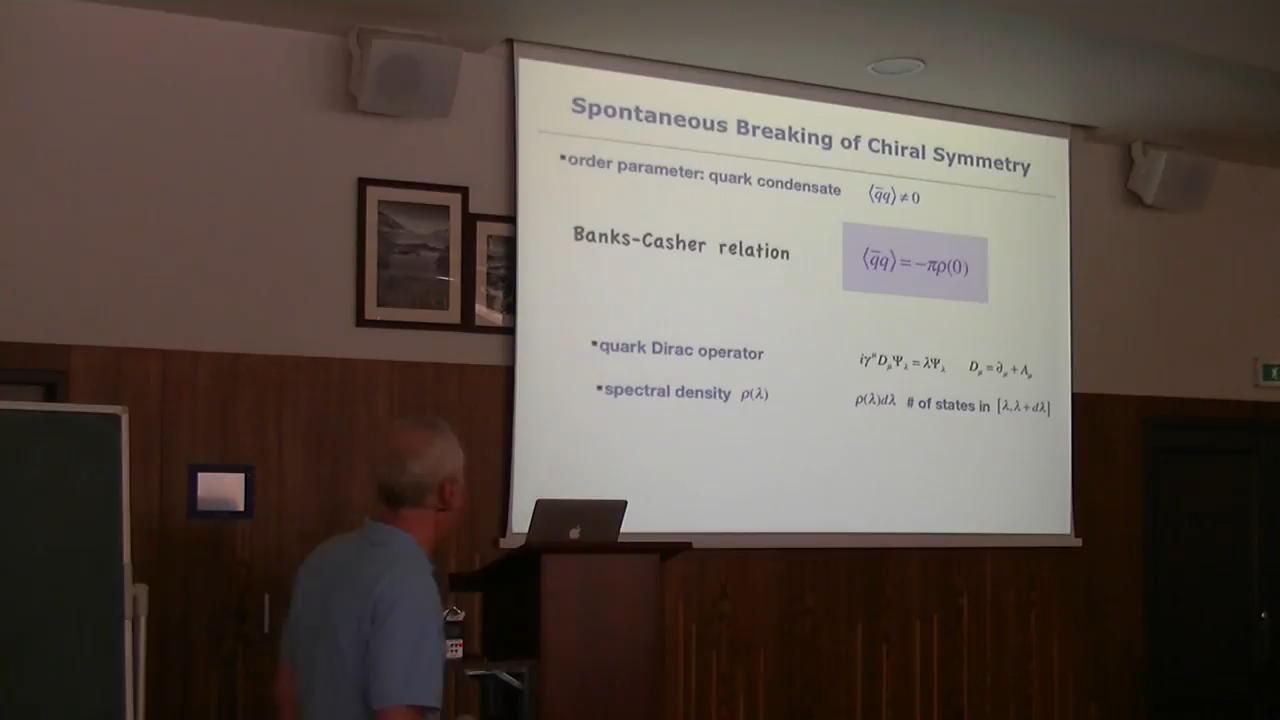 Spontaneous Breaking of Chiral Symmetry
▪order parameter: quark condensate ⟨q̅q⟩ ≠ 0
Banks-Casher relation ⟨q̅q⟩ = −πρ(0)
▪quark Dirac operator iγ^μ D_μ Ψ_λ = λΨ_λ D_μ = ∂_μ + A_μ
▪spectral density ρ(λ) ρ(λ)dλ # of states in [λ, λ + dλ]